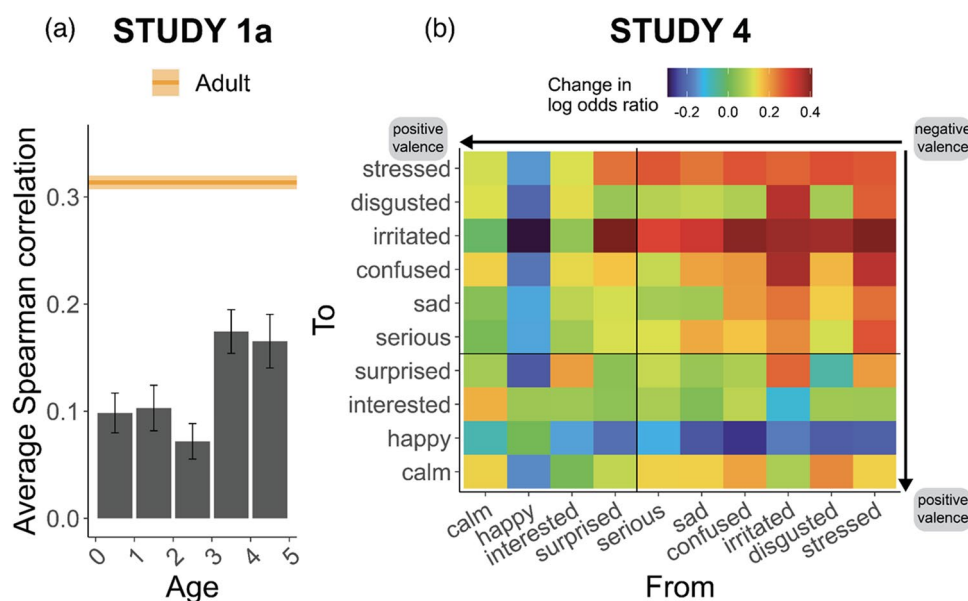 (a) STUDY 1a
Adult
Average Spearman correlation
0.3
0.2
0.1
0.0
0 1 2 3 4 5
Age
(b) STUDY 4
Change in
log odds ratio
-0.2 0.0 0.2 0.4
positive
valence
negative
valence
To
stressed
disgusted
irritated
confused
sad
serious
surprised
interested
happy
calm
calm happy interested surprised serious sad confused irritated disgusted stressed
From
positive
valence